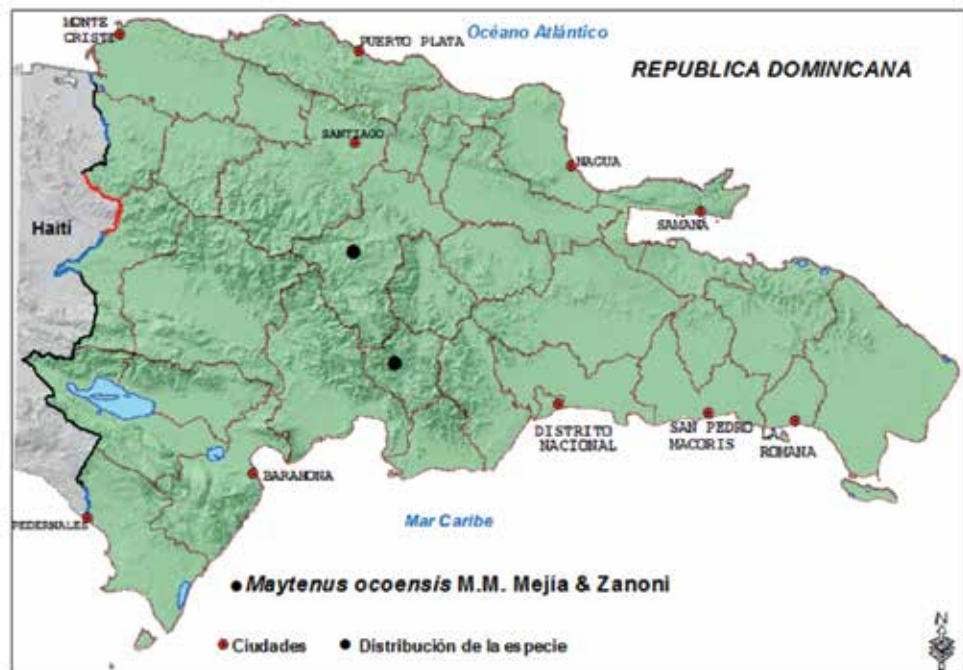 MONTE
CRISTI
PUERTO PLATA
Océano Atlántico
REPUBLICA DOMINICANA
SANTIAGO
NAGUA
SAMANÁ
Haití
DISTRITO
NACIONAL
SAN PEDRO
MACORIS
LA
ROMANA
BARAHONA
PEDERNALES
Mar Caribe
Maytenus ocoensis M.M. Mejía & Zanoni
Ciudades
Distribución de la especie
N